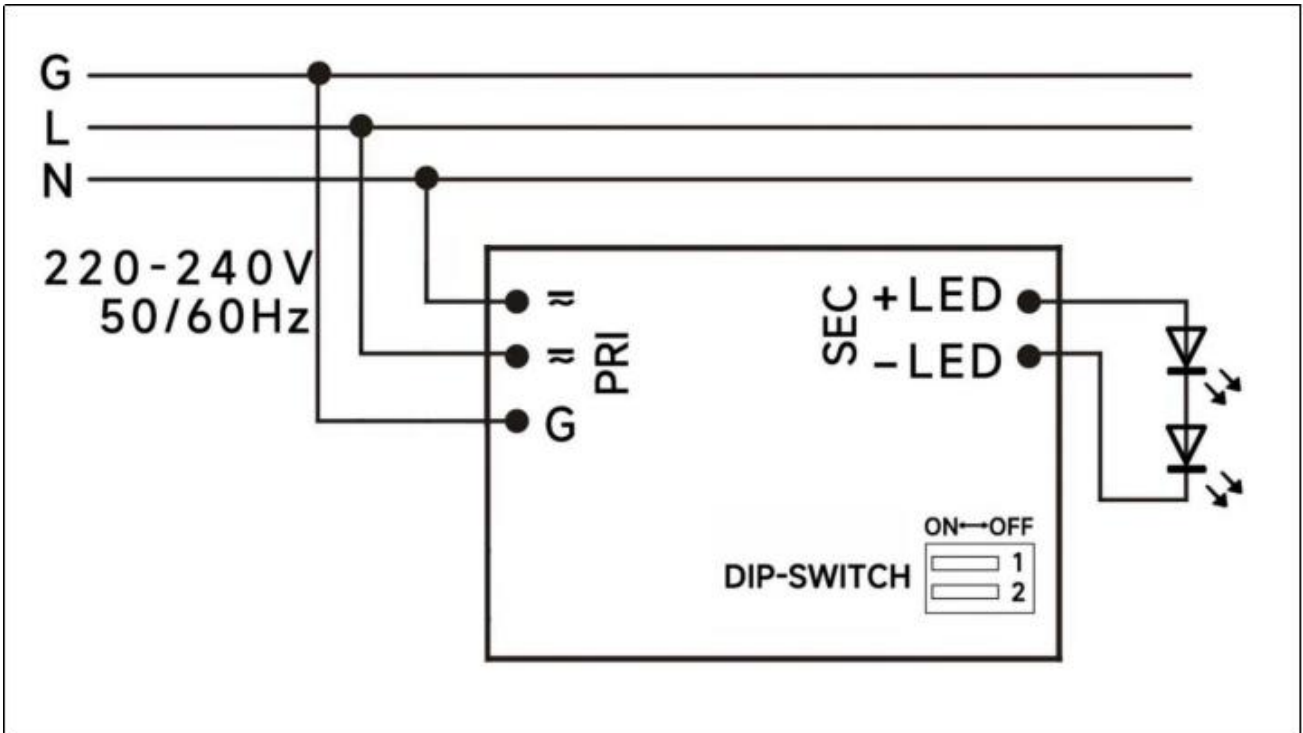 G
L
N
220-240V
50/60Hz
≂
≂
G
PRI
SEC
+LED
-LED
ON↔OFF
DIP-SWITCH
1
2